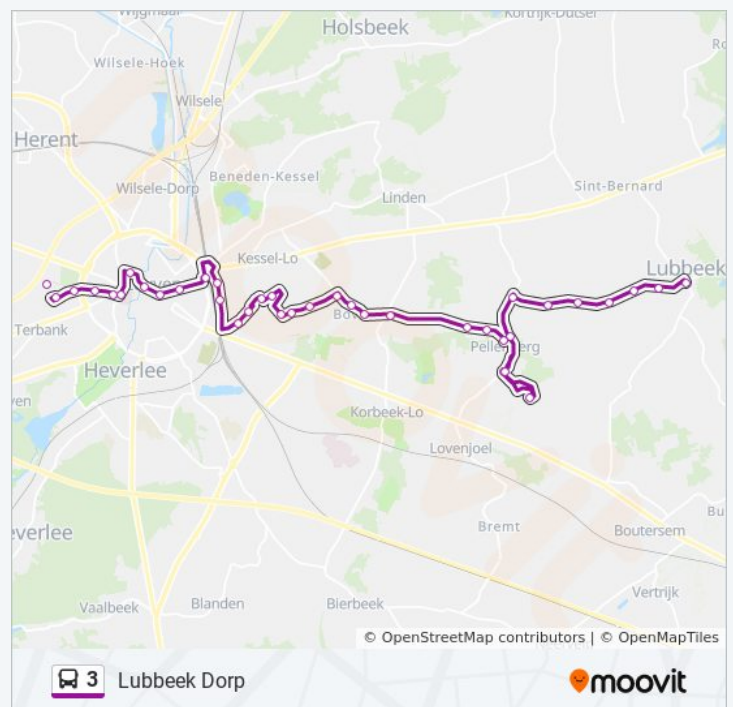 Wijgmaal
Holsbeek
Kortrijk-Dutsel
Wilsele-Hoek
Wilsele
Herent
Beneden-Kessel
Wilsele-Dorp
Linden
Sint-Bernard
Kessel-Lo
Lubbeek
Terbank
Pellenberg
Heverlee
Korbeek-Lo
Lovenjoel
Bremt
Boutersem
everlee
Vertrijk
Vaalbeek
Blanden
Bierbeek
© OpenStreetMap contributors | © OpenMapTiles
3 Lubbeek Dorp
moovit